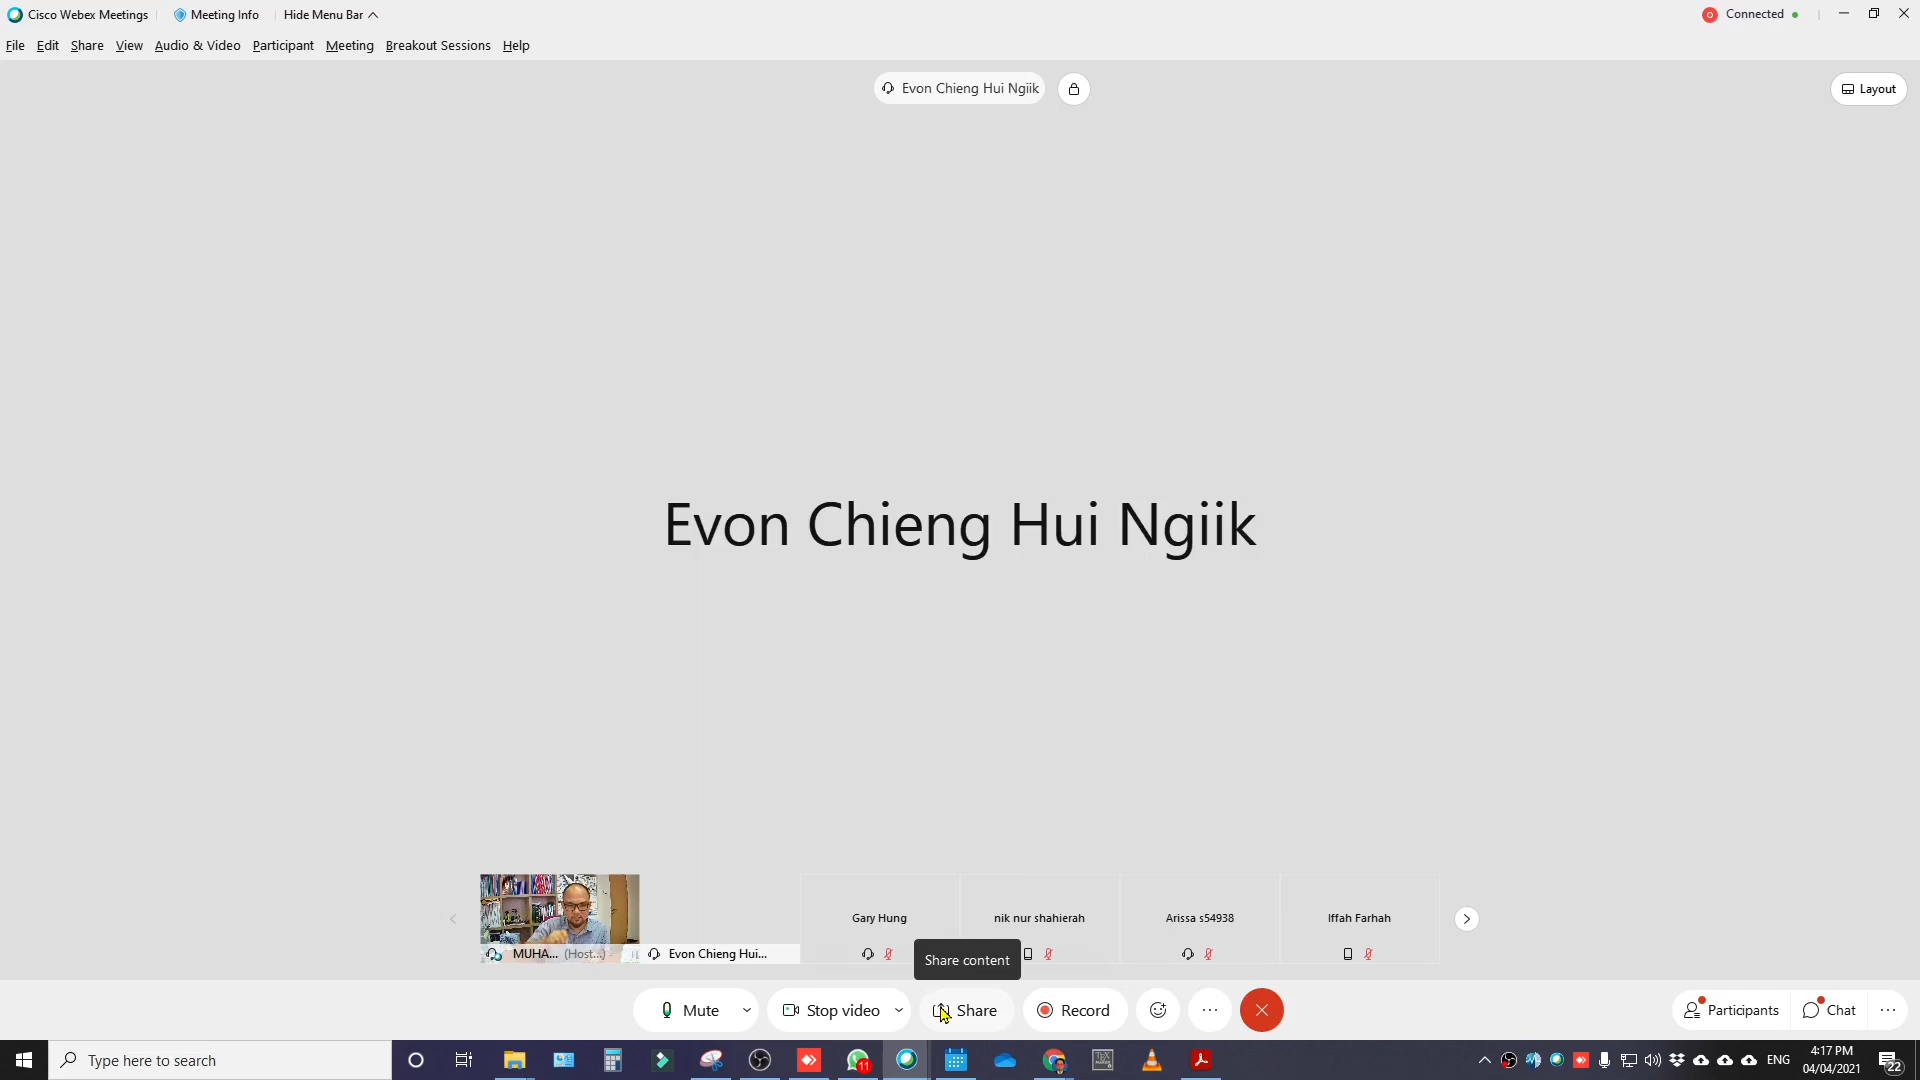 Cisco Webex Meetings
Meeting Info
Hide Menu Bar
Connected
File Edit Share View Audio & Video Participant Meeting Breakout Sessions Help
Evon Chieng Hui Ngiik
Layout
Evon Chieng Hui Ngiik
Gary Hung
nik nur shahierah
Arissa s54938
Iffah Farhah
MUHA... (Host...)
Evon Chieng Hui...
Share content
Mute
Stop video
Share
Record
Participants
Chat
Type here to search
11
ENG
4:17 PM
04/04/2021
22